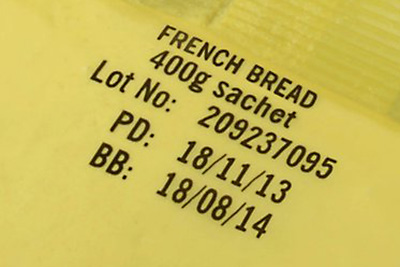 FRENCH BREAD
400g sachet
Lot No: 209237095
PD: 18/11/13
BB: 18/08/14